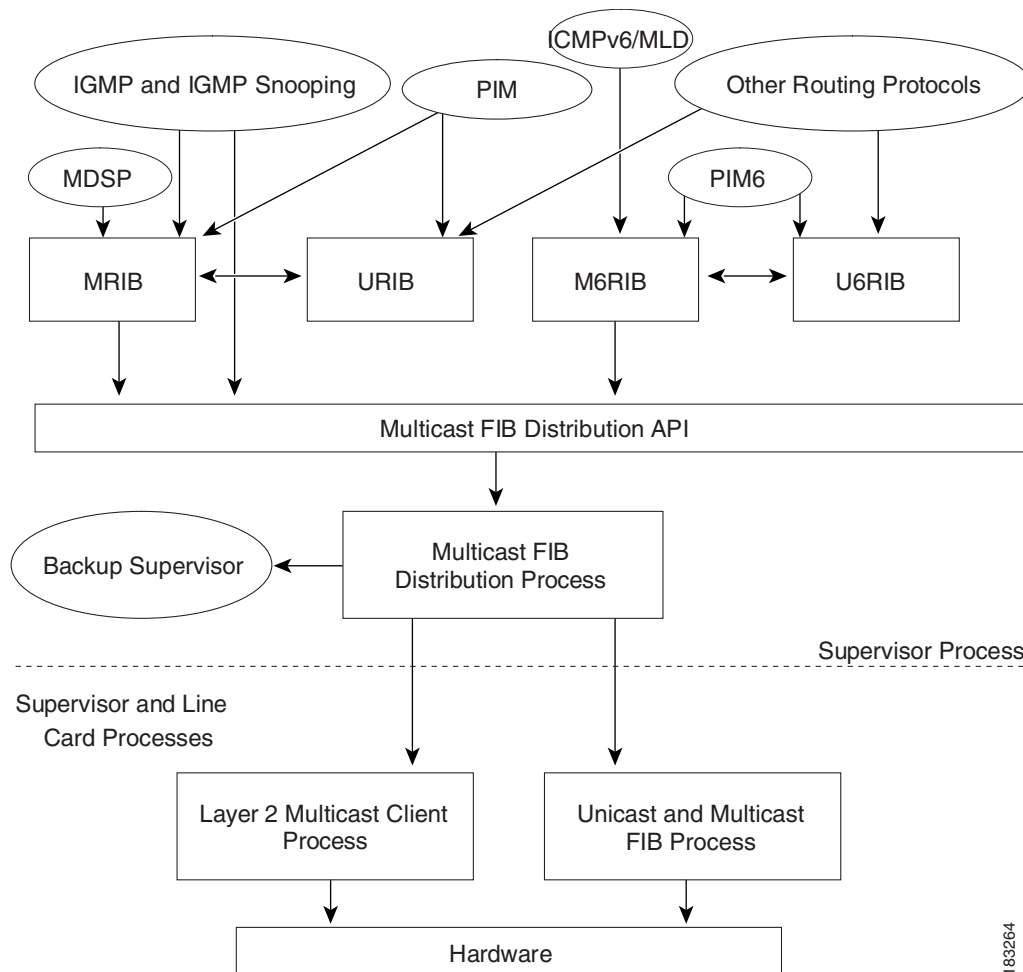 ICMPv6/MLD
IGMP and IGMP Snooping
PIM
Other Routing Protocols
MDSP
PIM6
MRIB
URIB
M6RIB
U6RIB
Multicast FIB Distribution API
Multicast FIB
Distribution Process
Backup Supervisor
Supervisor Process
Supervisor and Line
Card Processes
Layer 2 Multicast Client
Process
Unicast and Multicast
FIB Process
Hardware
183264